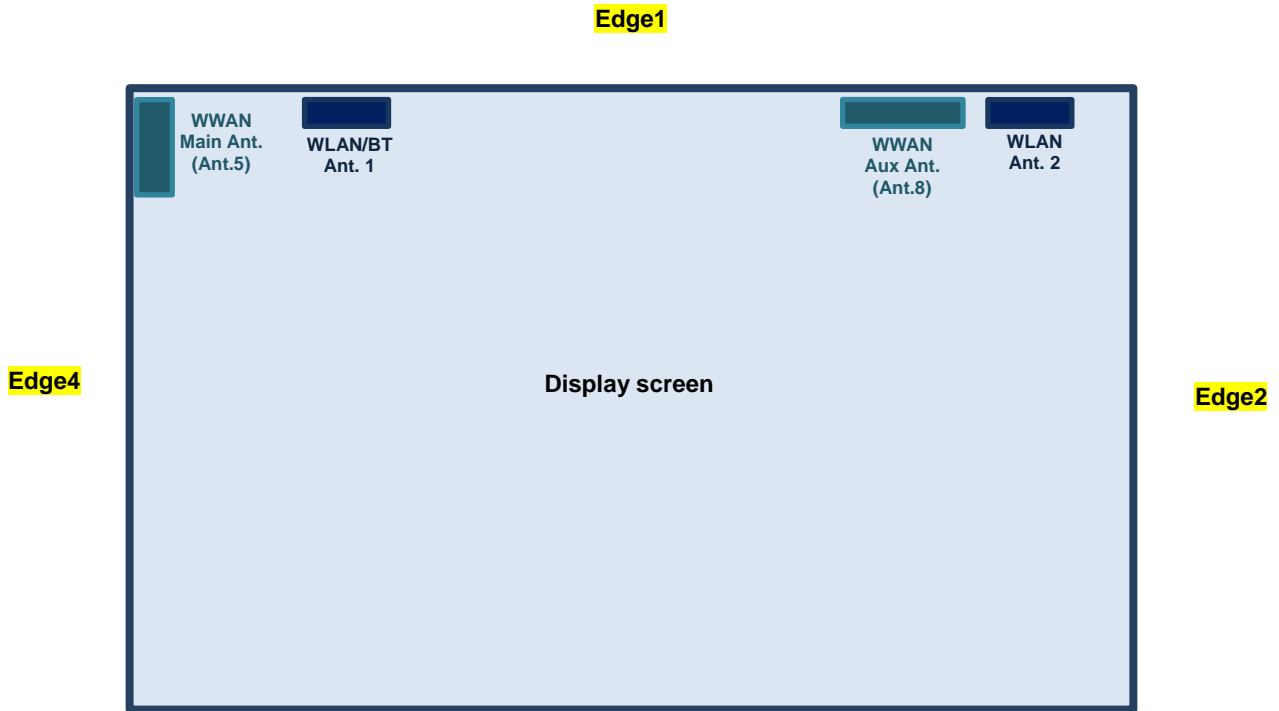 Edge1
WWAN
Main Ant.
(Ant.5)
WLAN/BT
Ant. 1
WWAN
Aux Ant.
(Ant.8)
WLAN
Ant. 2
Edge4
Display screen
Edge2